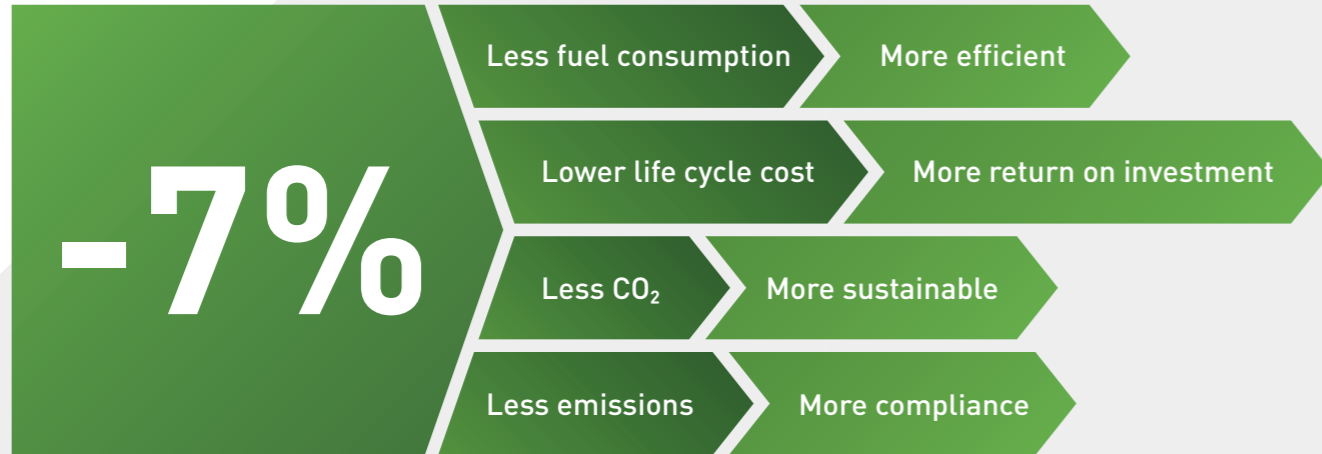 -7%
Less fuel consumption
More efficient
Lower life cycle cost
More return on investment
Less CO₂
More sustainable
Less emissions
More compliance